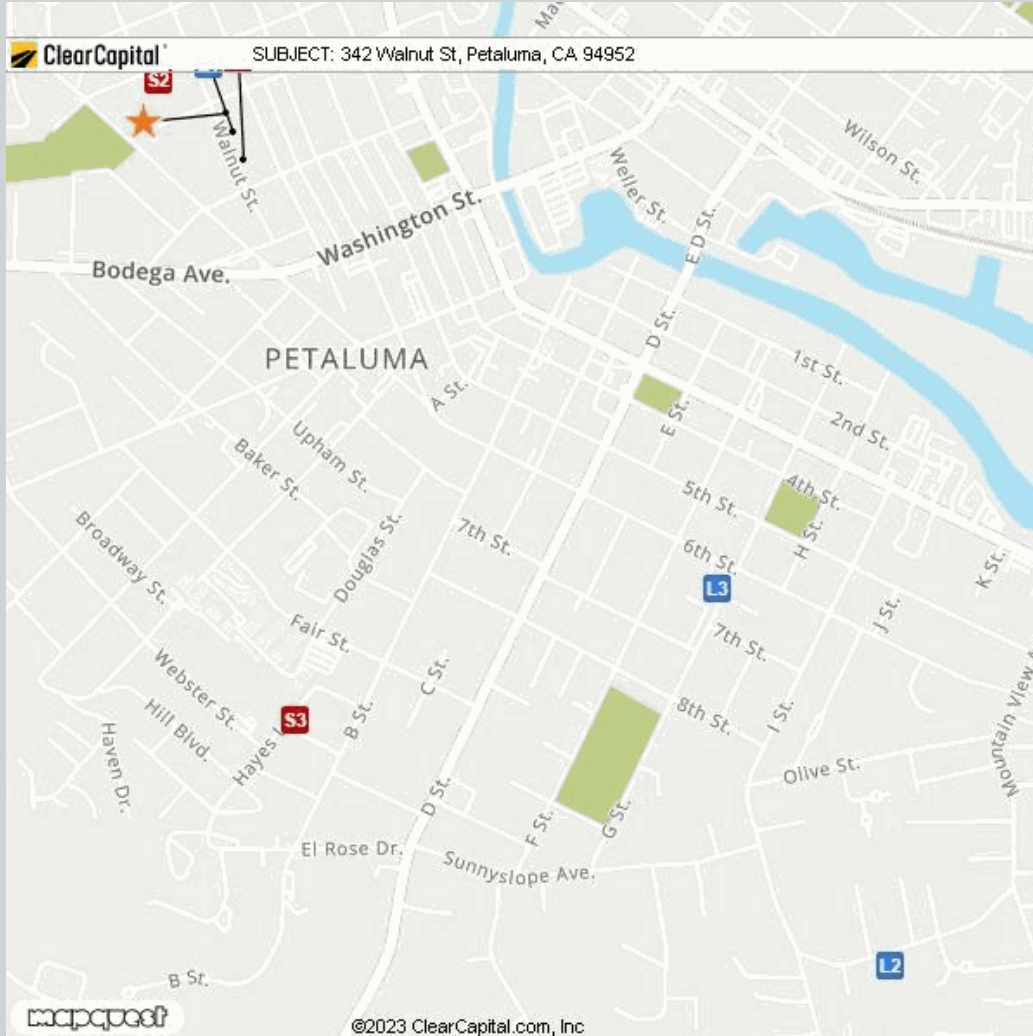 ClearCapital
SUBJECT: 342 Walnut St, Petaluma, CA 94952
S2
Walnut St.
Wilson St.
Weller St.
Washington St.
E D St.
Bodega Ave.
D St.
PETALUMA
1st St.
A St.
E St.
2nd St.
Upham St.
Baker St.
4th St.
5th St.
H St.
Broadway St.
Douglas St.
7th St.
6th St.
K St.
L3
J St.
Fair St.
7th St.
C St.
Webster St.
Hill Blvd.
S3
B St.
8th St.
I St.
Haven Dr.
Hayes
Mountain View
Olive St.
D St.
F St.
G St.
El Rose Dr.
Sunnyslope Ave.
L2
B St.
mapquest
©2023 ClearCapital.com, Inc